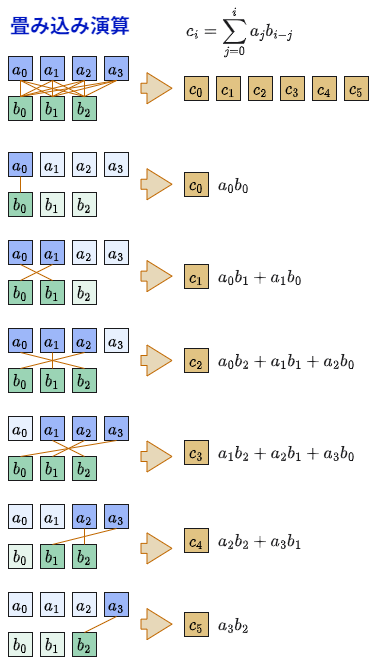 畳み込み演算
c_i = \sum_{j=0}^{i} a_j b_{i-j}
a_0 a_1 a_2 a_3
b_0 b_1 b_2
c_0 c_1 c_2 c_3 c_4 c_5
a_0 a_1 a_2 a_3
b_0 b_1 b_2
c_0 a_0b_0
a_0 a_1 a_2 a_3
b_0 b_1 b_2
c_1 a_0b_1 + a_1b_0
a_0 a_1 a_2 a_3
b_0 b_1 b_2
c_2 a_0b_2 + a_1b_1 + a_2b_0
a_0 a_1 a_2 a_3
b_0 b_1 b_2
c_3 a_1b_2 + a_2b_1 + a_3b_0
a_0 a_1 a_2 a_3
b_0 b_1 b_2
c_4 a_2b_2 + a_3b_1
a_0 a_1 a_2 a_3
b_0 b_1 b_2
c_5 a_3b_2